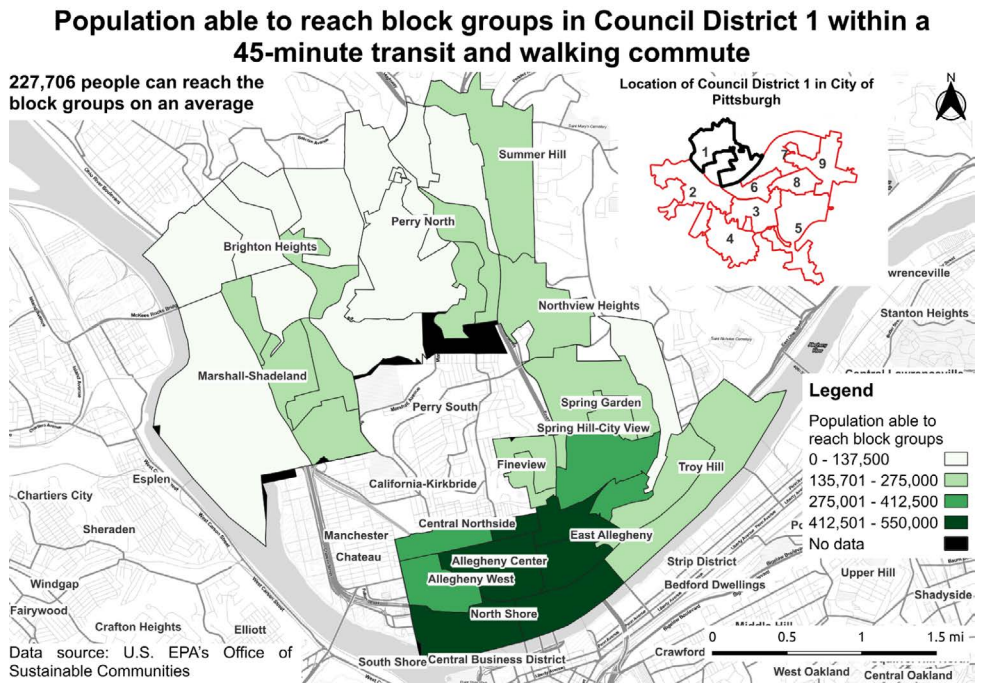 Population able to reach block groups in Council District 1 within a
45-minute transit and walking commute
227,706 people can reach the
block groups on an average
Location of Council District 1 in City of
Pittsburgh
N
1
2
3
4
5
6
7
8
9
Summer Hill
Perry North
Brighton Heights
Northview Heights
wrenceville
Stanton Heights
Marshall-Shadeland
Perry South
Spring Garden
Spring Hill-City View
Fineview
Troy Hill
California-Kirkbride
Esplen
Chartiers City
Sheraden
Central Northside
East Allegheny
Manchester
Chateau
Allegheny Center
Allegheny West
Strip District
Bedford Dwellings
North Shore
Windgap
Fairywood
Crafton Heights
Elliott
Upper Hill
Shadyside
Legend
Population able to
reach block groups
0 - 137,500
135,701 - 275,000
275,001 - 412,500
412,501 - 550,000
No data
0 0.5 1 1.5 mi
Crawford
South Shore
Central Business District
West Oakland
Central Oakland
Data source: U.S. EPA's Office of
Sustainable Communities